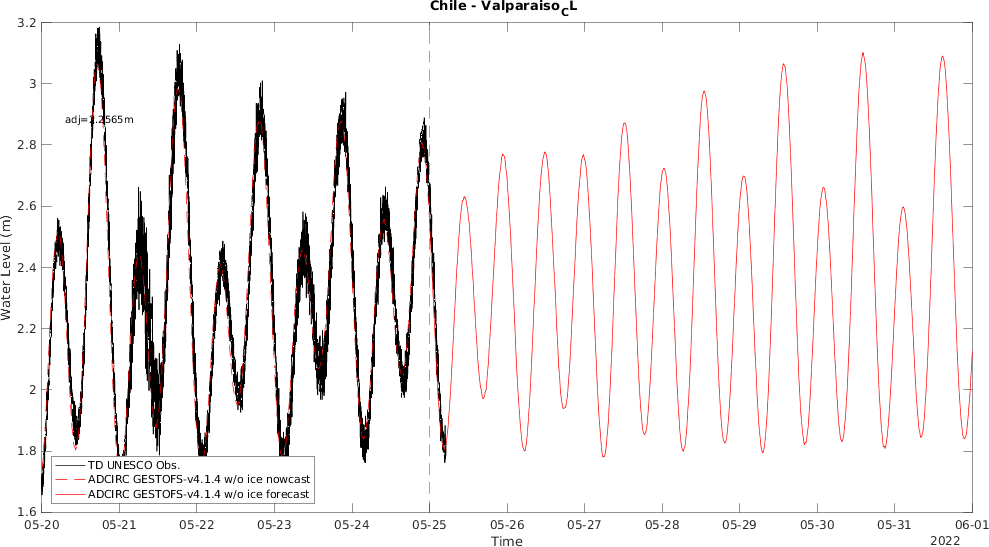 Chile - Valparaiso_CL
3.2
3
2.8
2.6
2.4
2.2
2
1.8
1.6
Water Level (m)
adj=2.2565m
TD UNESCO Obs.
ADCIRC GESTOFS-v4.1.4 w/o ice nowcast
ADCIRC GESTOFS-v4.1.4 w/o ice forecast
05-20 05-21 05-22 05-23 05-24 05-25 05-26 05-27 05-28 05-29 05-30 05-31 06-01
Time
2022